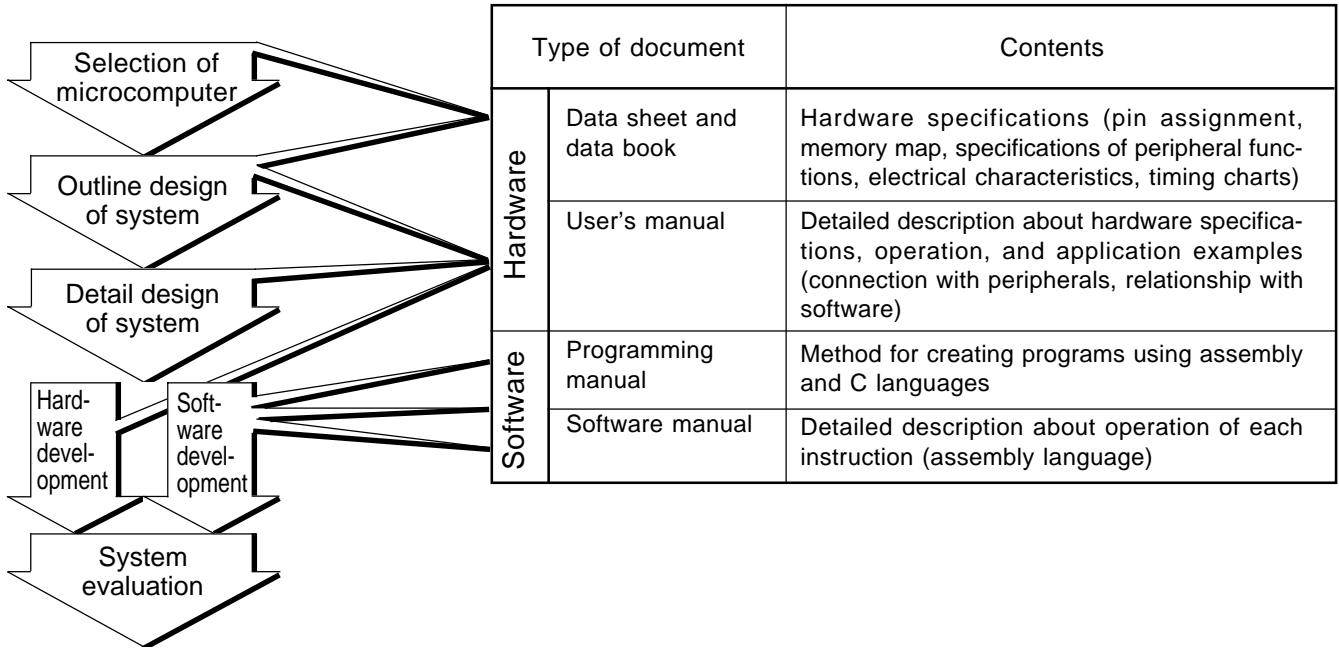 Selection of
microcomputer
Outline design
of system
Detail design
of system
Hard-
ware
devel-
opment
Soft-
ware
devel-
opment
System
evaluation
Type of document
Contents
Hardware
Data sheet and
data book
Hardware specifications (pin assignment,
memory map, specifications of peripheral func-
tions, electrical characteristics, timing charts)
User's manual
Detailed description about hardware specifica-
tions, operation, and application examples
(connection with peripherals, relationship with
software)
Software
Programming
manual
Method for creating programs using assembly
and C languages
Software manual
Detailed description about operation of each
instruction (assembly language)